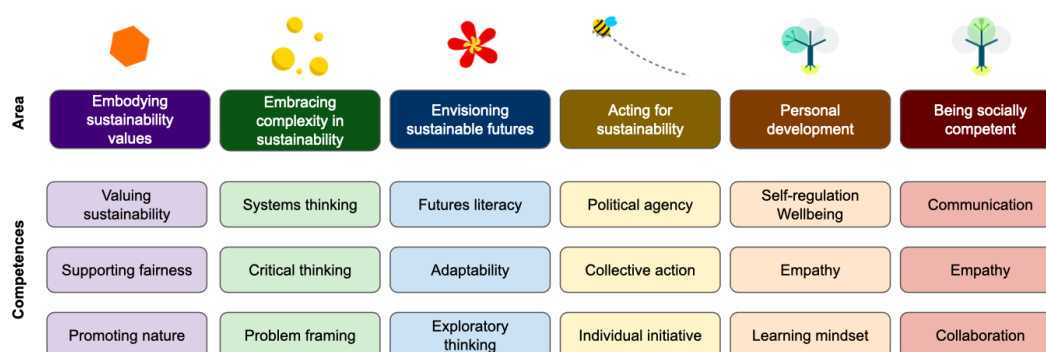 Area
Embodying
sustainability
values
Embracing
complexity in
sustainability
Envisioning
sustainable futures
Acting for
sustainability
Personal
development
Being socially
competent
Competences
Valuing
sustainability
Systems thinking
Futures literacy
Political agency
Self-regulation
Wellbeing
Communication
Supporting fairness
Critical thinking
Adaptability
Collective action
Empathy
Empathy
Promoting nature
Problem framing
Exploratory
thinking
Individual initiative
Learning mindset
Collaboration